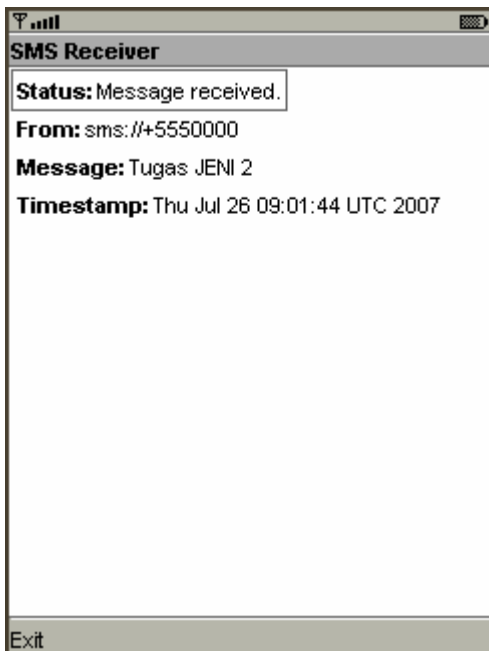 SMS Receiver
Status: Message received.
From: sms://+5550000
Message: Tugas JENI 2
Timestamp: Thu Jul 26 09:01:44 UTC 2007
Exit